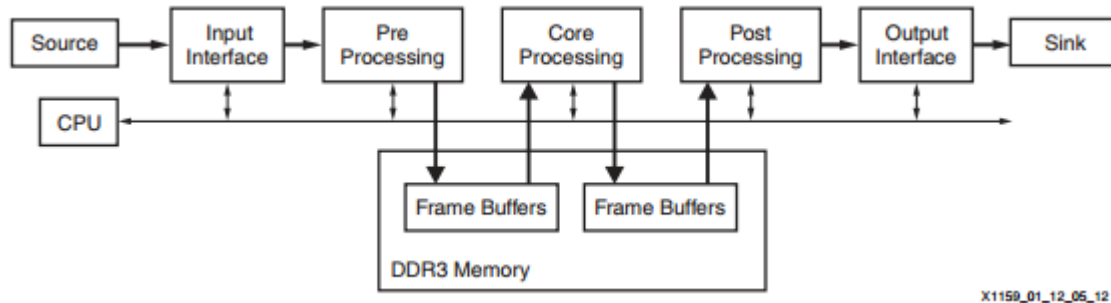 Source
Input
Interface
Pre
Processing
Core
Processing
Post
Processing
Output
Interface
Sink
CPU
Frame Buffers
Frame Buffers
DDR3 Memory
X1159_01_12_05_12